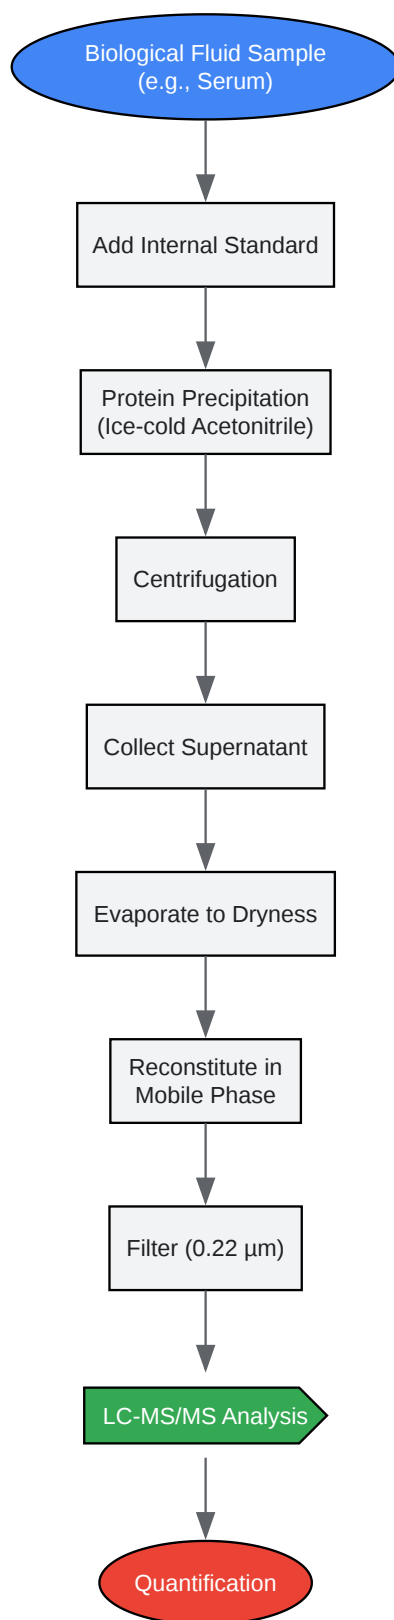 Biological Fluid Sample
(e.g., Serum)
Add Internal Standard
Protein Precipitation
(Ice-cold Acetonitrile)
Centrifugation
Collect Supernatant
Evaporate to Dryness
Reconstitute in
Mobile Phase
Filter (0.22 µm)
LC-MS/MS Analysis
Quantification